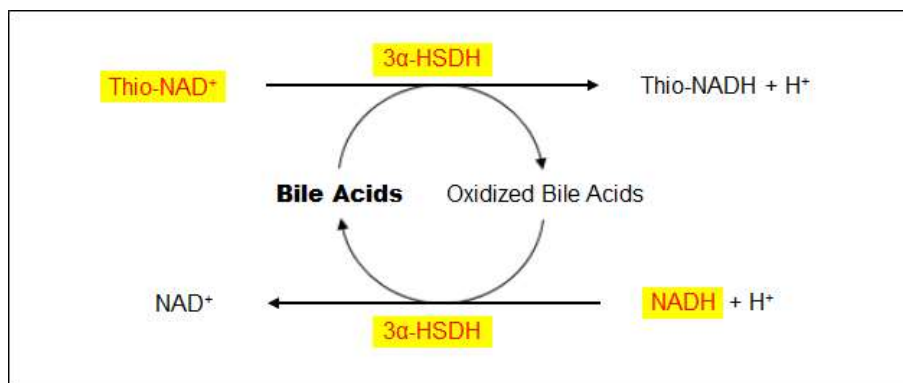 3α-HSDH
Thio-NAD⁺ Thio-NADH + H⁺
Bile Acids Oxidized Bile Acids
NAD⁺ NADH + H⁺
3α-HSDH